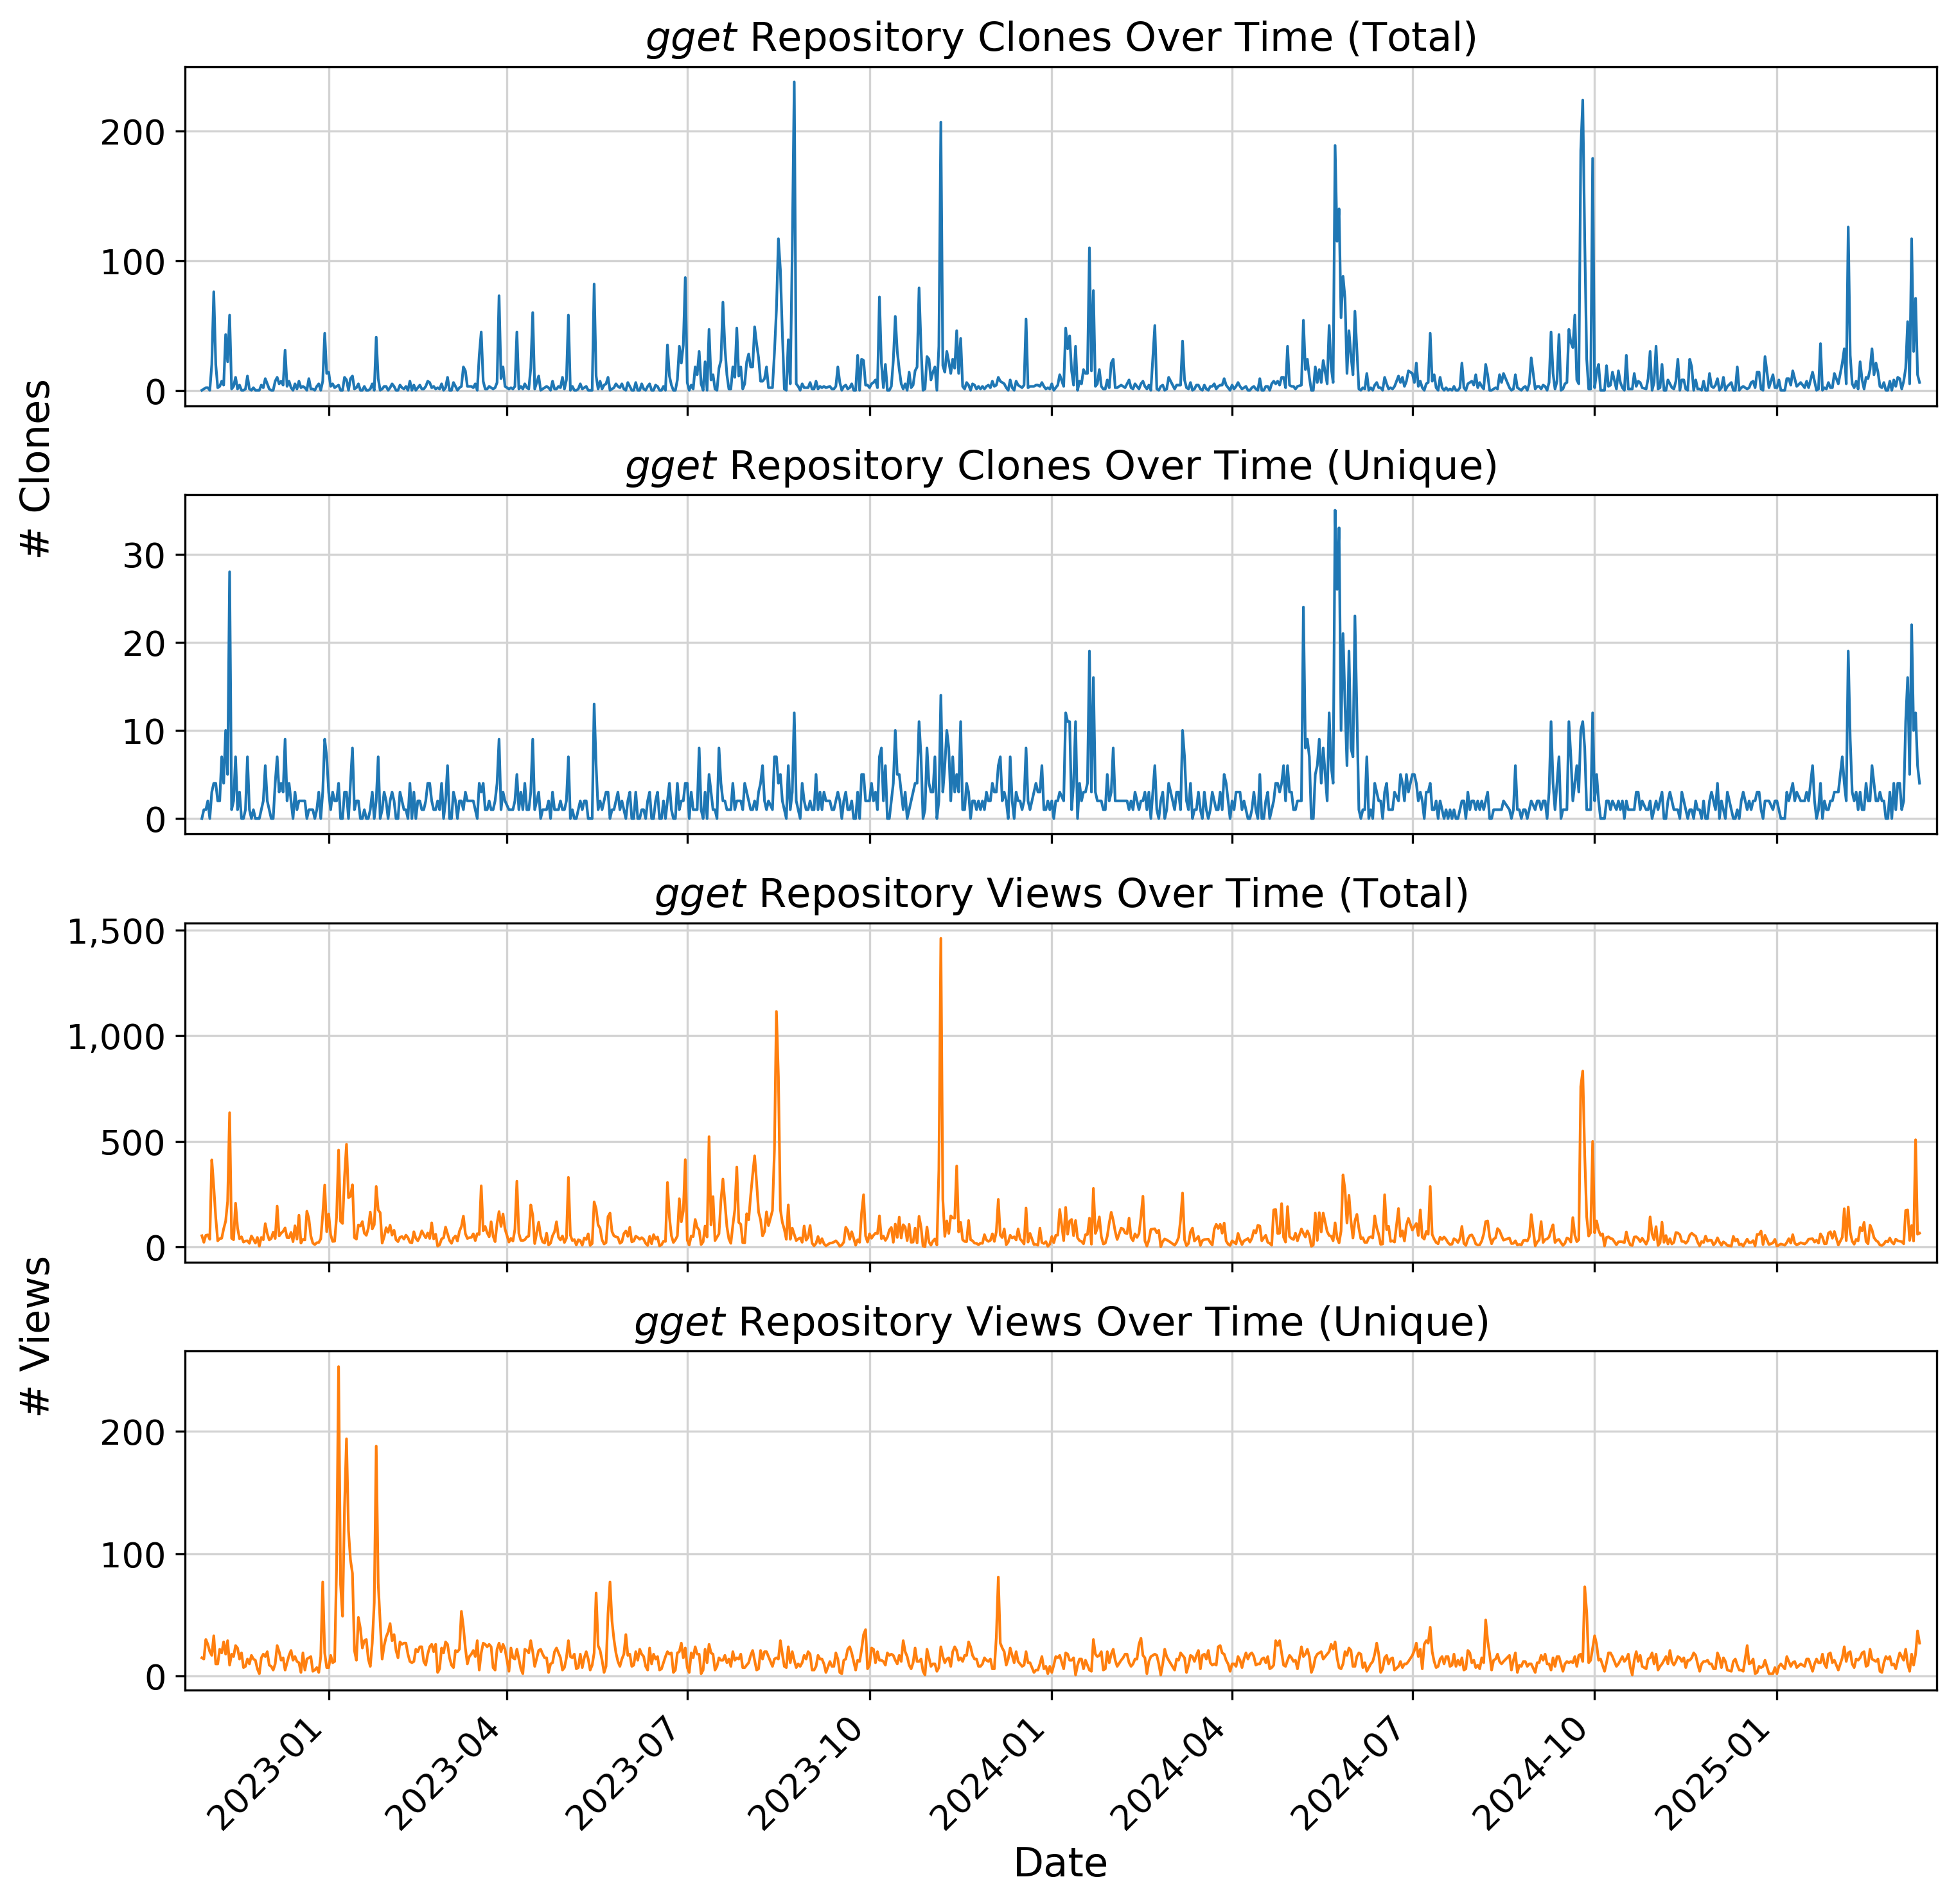 gget Repository Clones Over Time (Total)
200
100
0
# Clones
gget Repository Clones Over Time (Unique)
30
20
10
0
gget Repository Views Over Time (Total)
1,500
1,000
500
0
# Views
gget Repository Views Over Time (Unique)
200
100
0
2023-01 2023-04 2023-07 2023-10 2024-01 2024-04 2024-07 2024-10 2025-01
Date